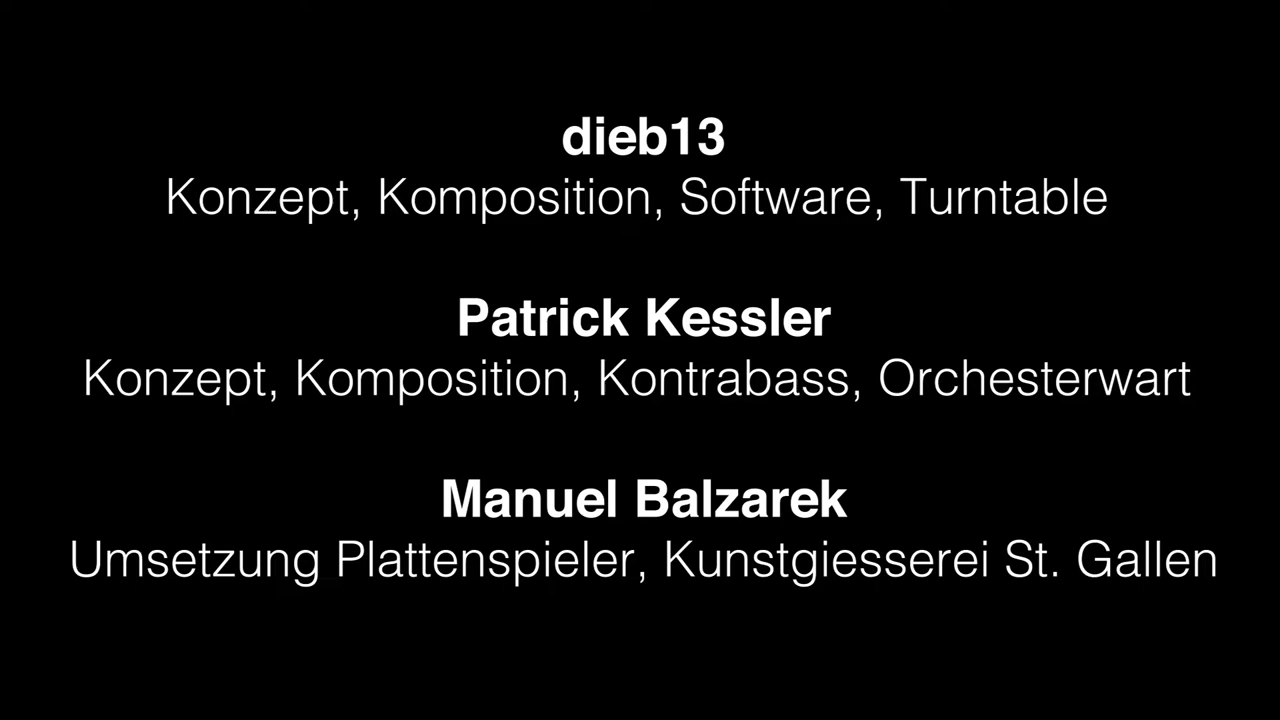 dieb13
Konzept, Komposition, Software, Turntable
Patrick Kessler
Konzept, Komposition, Kontrabass, Orchesterwart
Manuel Balzarek
Umsetzung Plattenspieler, Kunstgiesserei St. Gallen